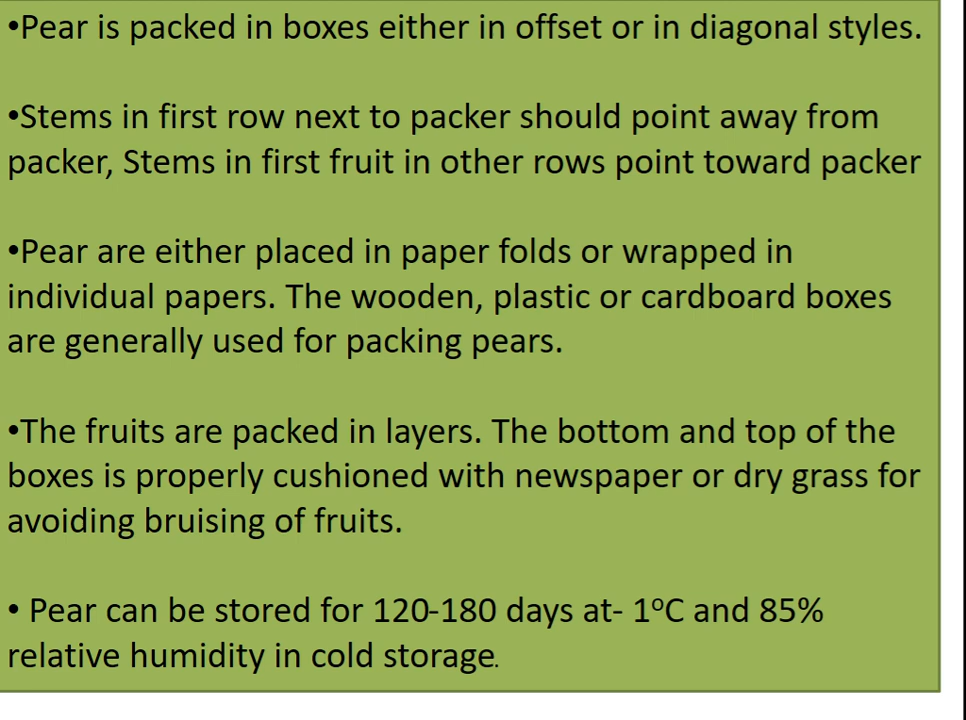 •Pear is packed in boxes either in offset or in diagonal styles.
•Stems in first row next to packer should point away from
packer, Stems in first fruit in other rows point toward packer
•Pear are either placed in paper folds or wrapped in
individual papers. The wooden, plastic or cardboard boxes
are generally used for packing pears.
•The fruits are packed in layers. The bottom and top of the
boxes is properly cushioned with newspaper or dry grass for
avoiding bruising of fruits.
• Pear can be stored for 120-180 days at- 1°C and 85%
relative humidity in cold storage.